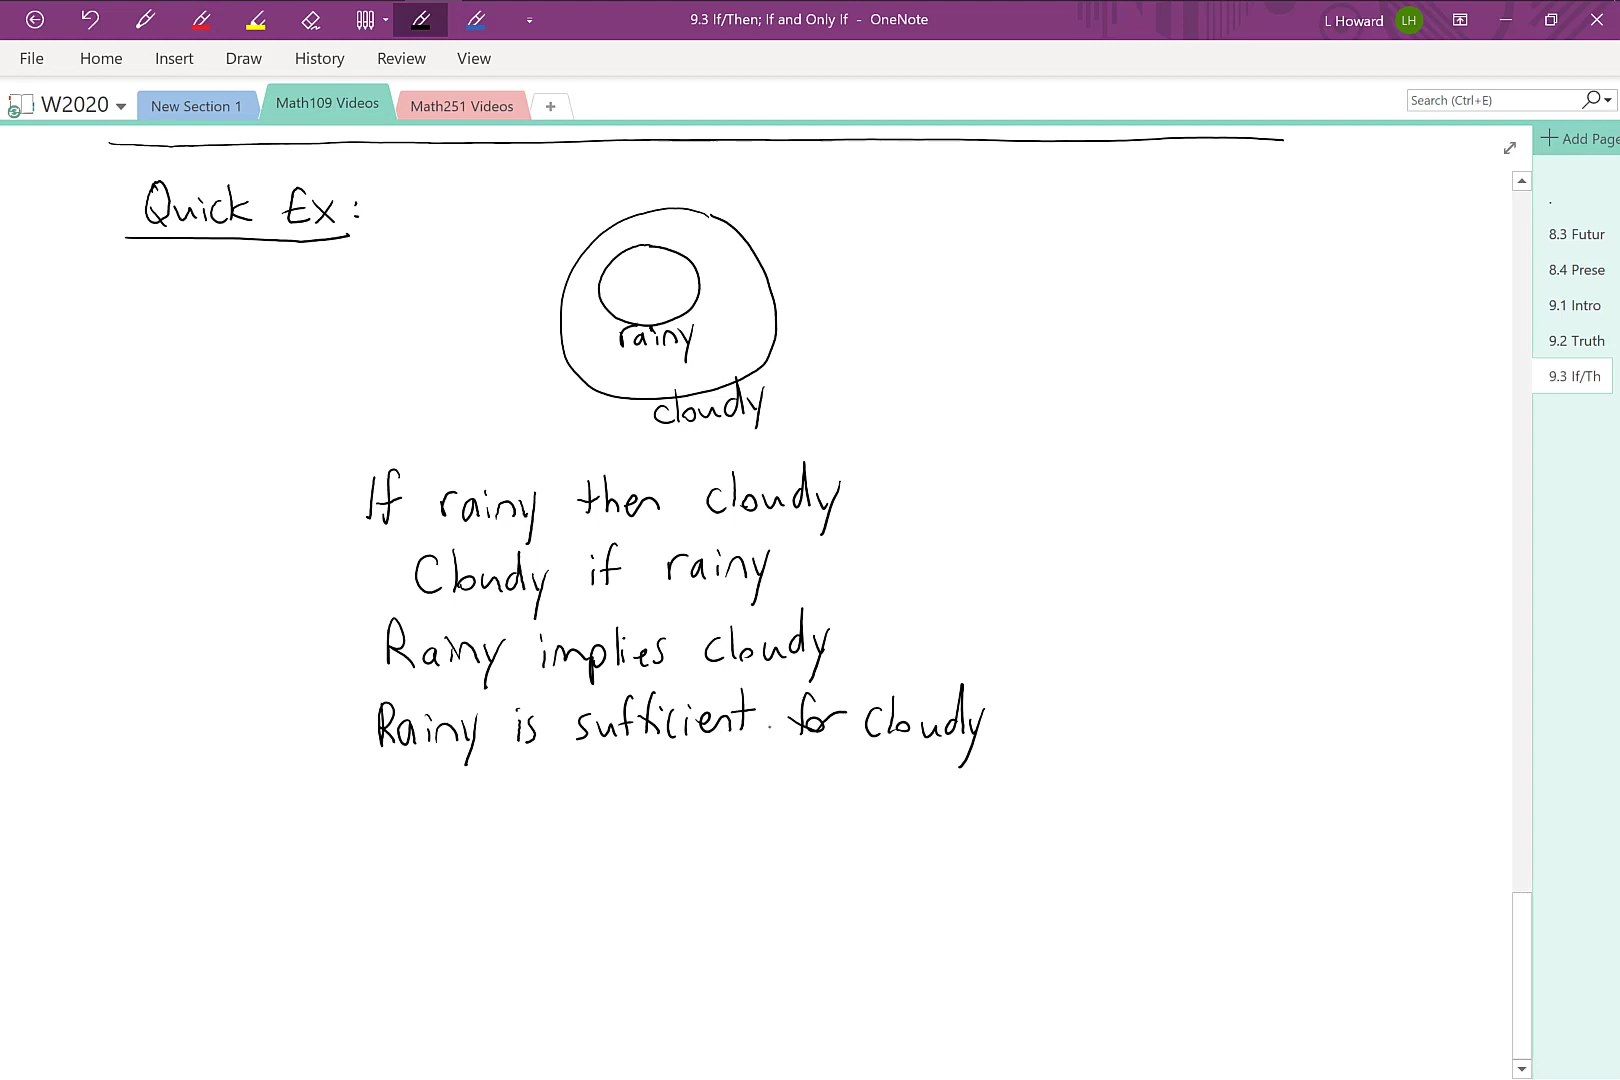 9.3 If/Then; If and Only If - OneNote
L Howard
LH
File Home Insert Draw History Review View
W2020
New Section 1
Math109 Videos
Math251 Videos
Search (Ctrl+E)
Add Page
Quick Ex:
rainy
cloudy
If rainy then cloudy
Cloudy if rainy
Rainy implies cloudy
Rainy is sufficient for cloudy
.
8.3 Futur
8.4 Prese
9.1 Intro
9.2 Truth
9.3 If/Th